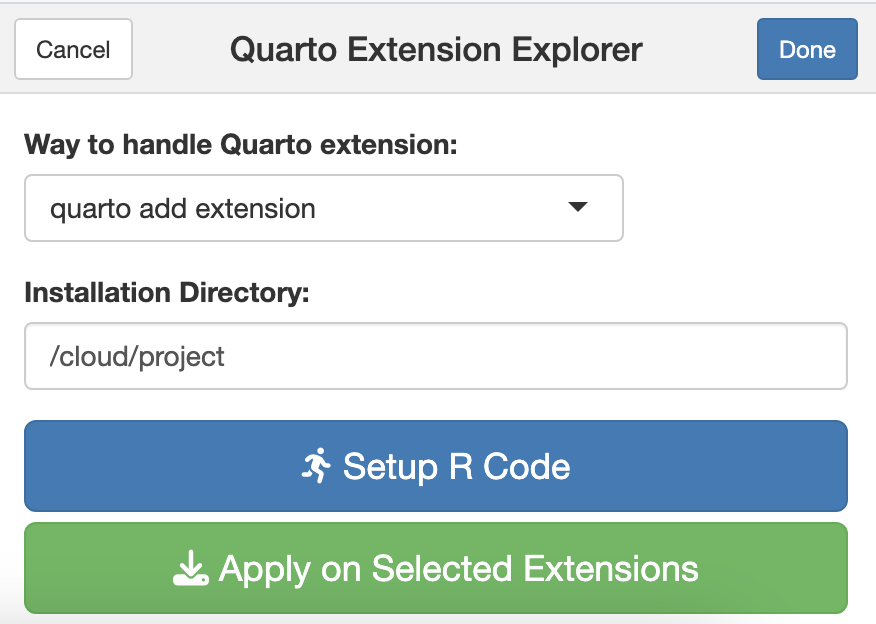 Cancel
Quarto Extension Explorer
Done
Way to handle Quarto extension:
quarto add extension
Installation Directory:
/cloud/project
Setup R Code
Apply on Selected Extensions